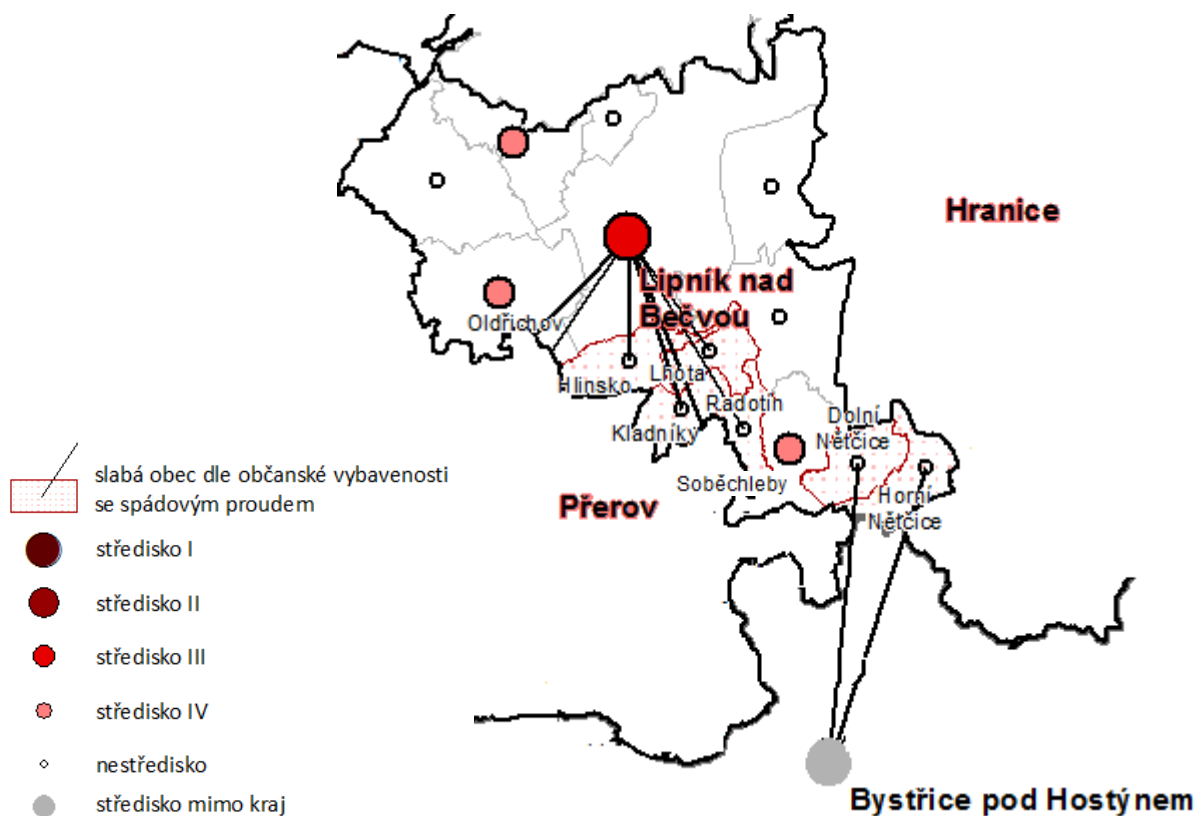 Hranice
Lipník nad
Bečvou
Oldřichov
Hlinsko
Lhota
Radotín
Kladníky
Dolní
Nětčice
Soběchleby
Horní
Nětčice
Přerov
slabá obec dle občanské vybavenosti
se spádovým proudem
středisko I
středisko II
středisko III
středisko IV
nestředisko
středisko mimo kraj
Bystřice pod Hostýnem